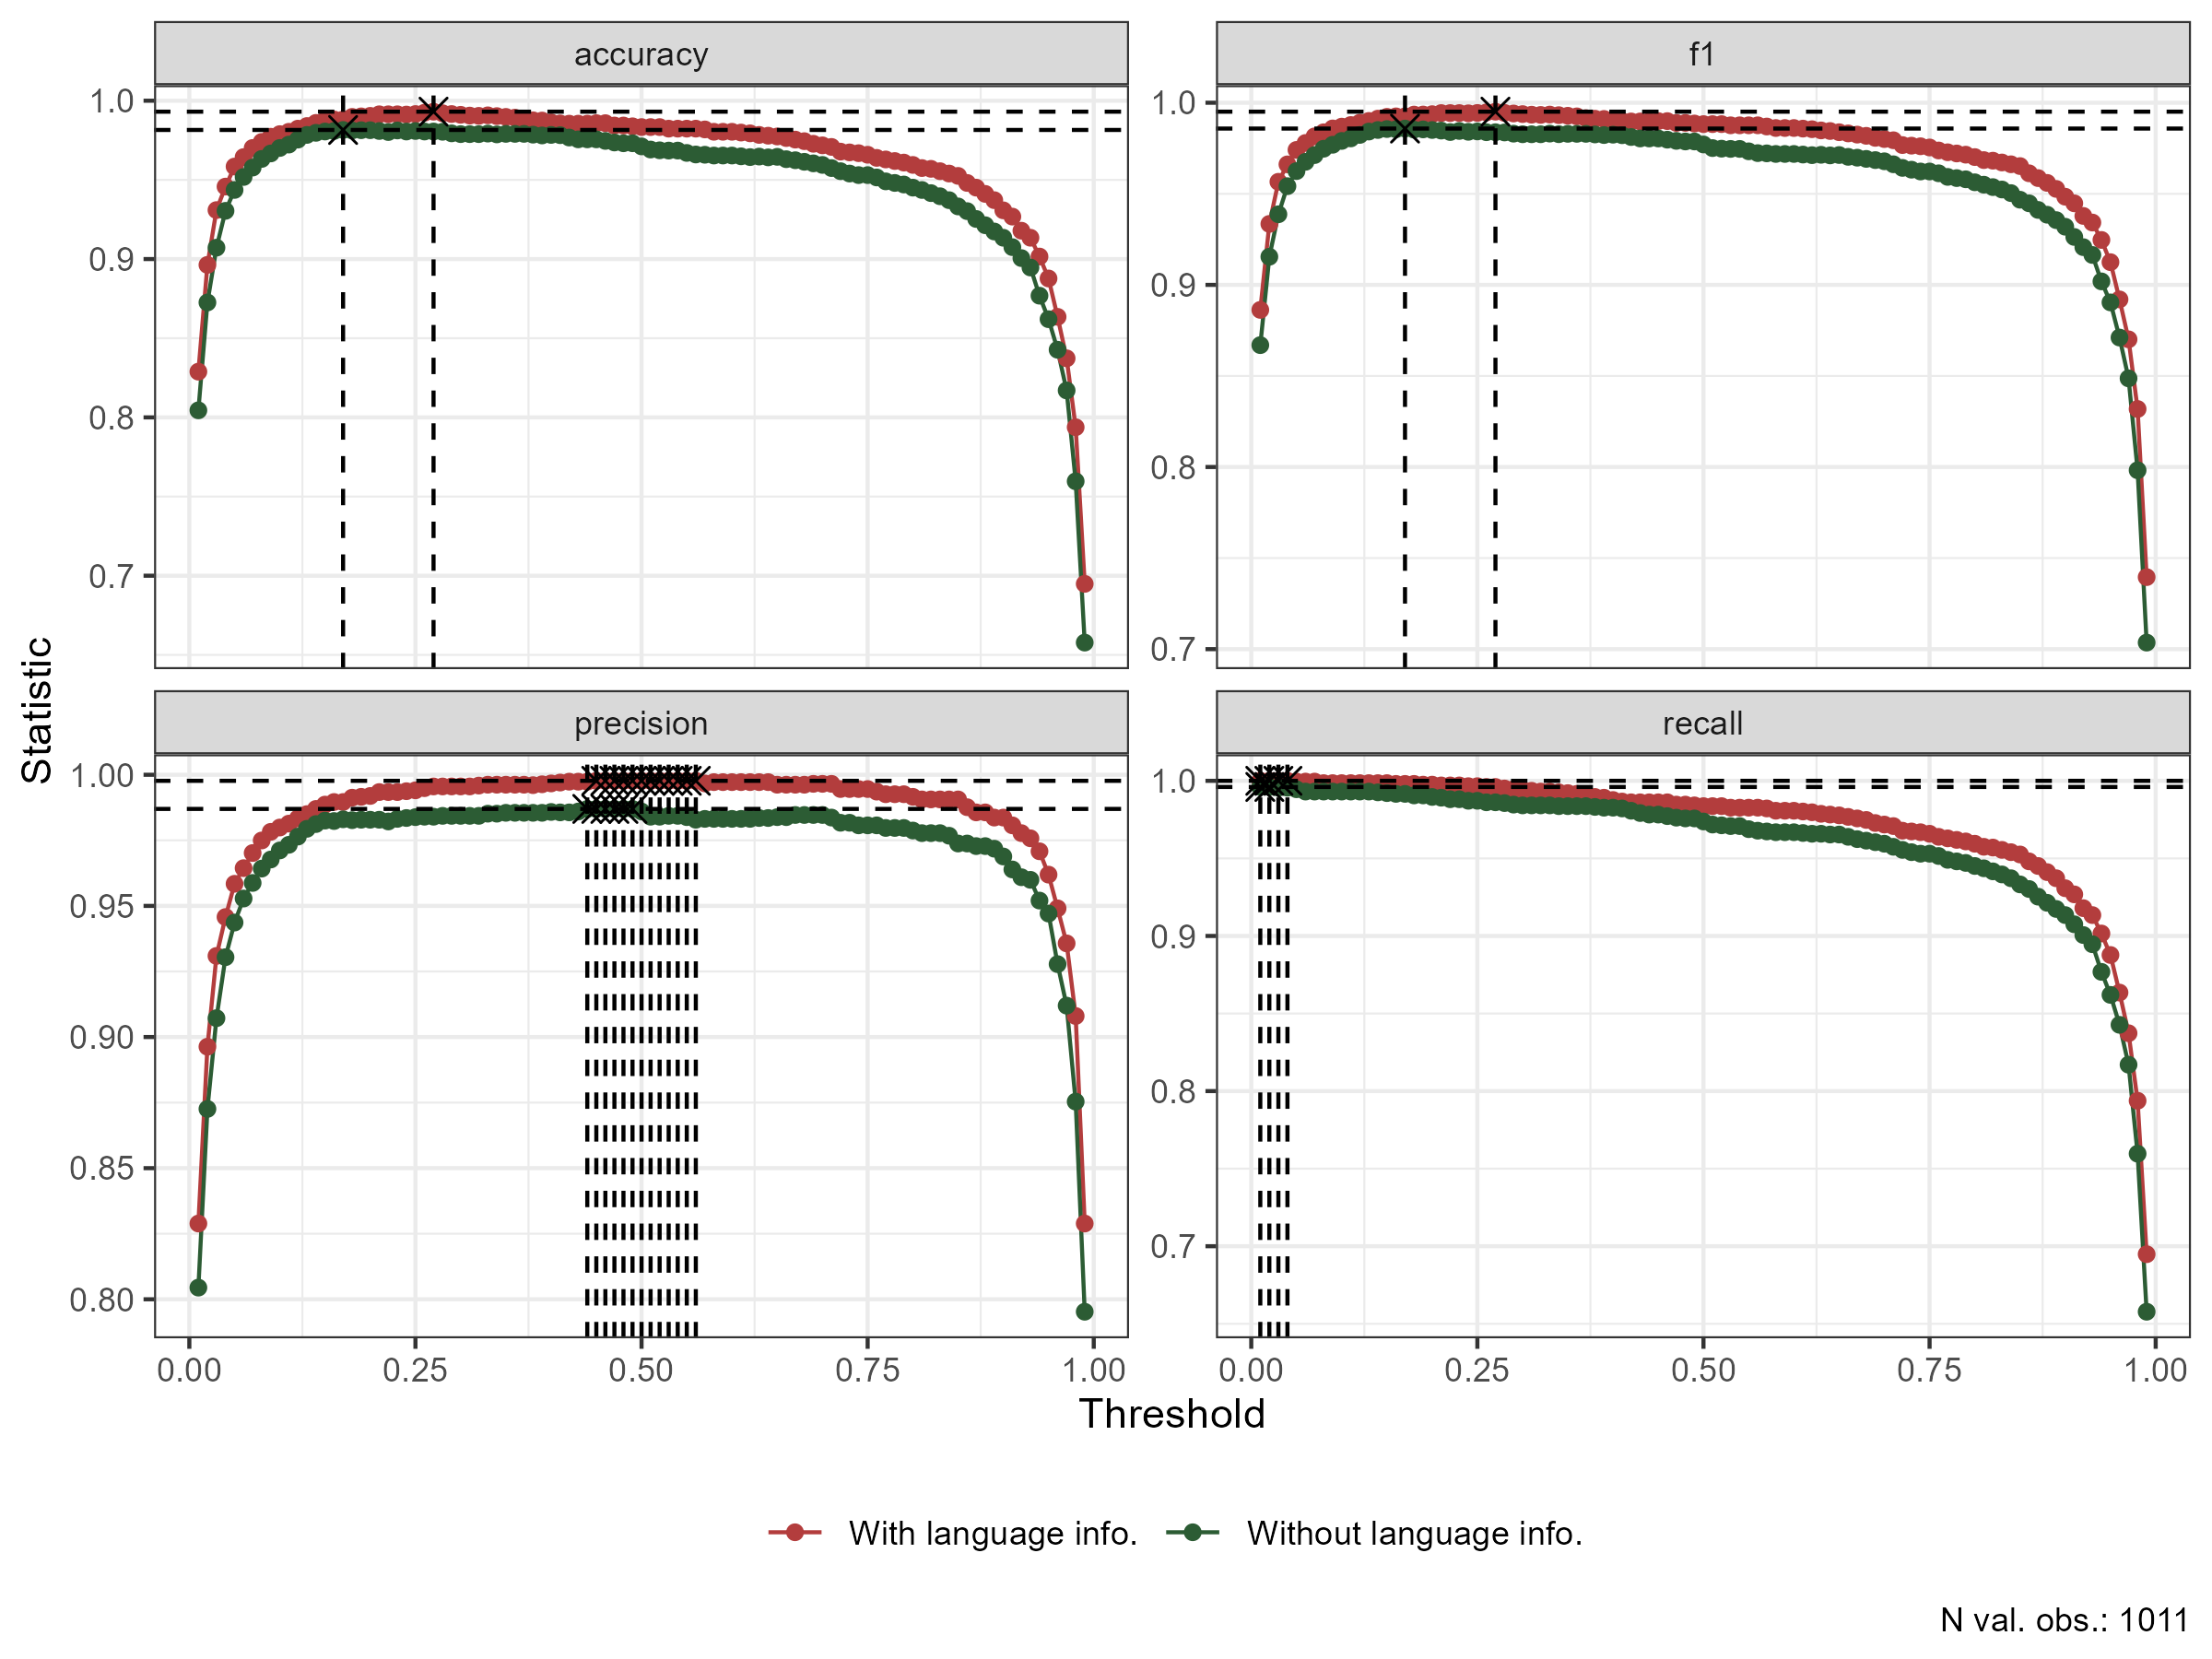 accuracy
f1
1.0
0.9
0.8
0.7
1.0
0.9
0.8
0.7
Statistic
precision
recall
1.00
0.95
0.90
0.85
0.80
1.0
0.9
0.8
0.7
0.00 0.25 0.50 0.75 1.00
0.00 0.25 0.50 0.75 1.00
Threshold
With language info. Without language info.
N val. obs.: 1011